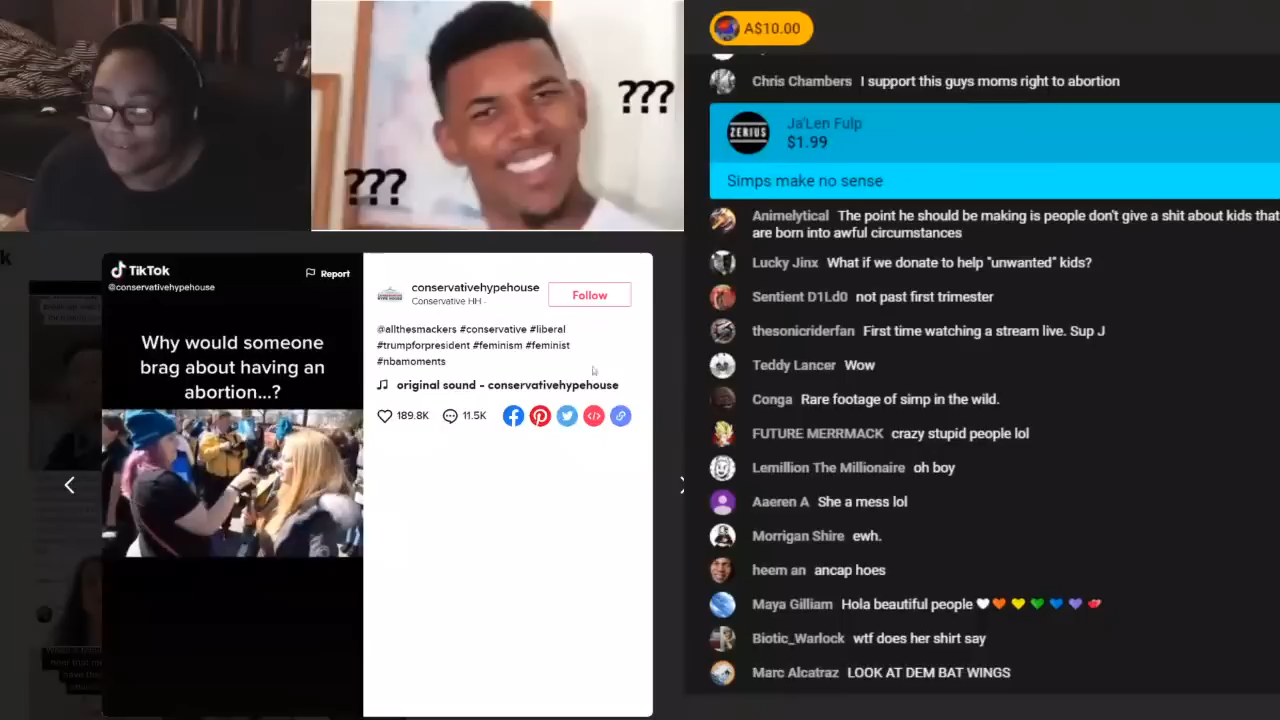 ???
???
A$10.00
Chris Chambers I support this guys moms right to abortion
ZERIUS
Ja'Len Fulp
$1.99
Simps make no sense
Animelytical The point he should be making is people don't give a shit about kids that
are born into awful circumstances
Lucky Jinx What if we donate to help "unwanted" kids?
Sentient D1Ld0 not past first trimester
thesonicriderfan First time watching a stream live. Sup J
Teddy Lancer Wow
Conga Rare footage of simp in the wild.
FUTURE MERRMACK crazy stupid people lol
Lemillion The Millionaire oh boy
Aaeren A She a mess lol
Morrigan Shire ewh.
heem an ancap hoes
Maya Gilliam Hola beautiful people 🤍🧡💛💚💙💜💔
Biotic_Warlock wtf does her shirt say
Marc Alcatraz LOOK AT DEM BAT WINGS
k
TikTok
@conservativehypehouse
Report
Why would someone
brag about having an
abortion...?
conservativehypehouse
Conservative HH ·
Follow
@allthesmackers #conservative #liberal
#trumpforpresident #feminism #feminist
#nbamoments
original sound - conservativehypehouse
189.8K
11.5K